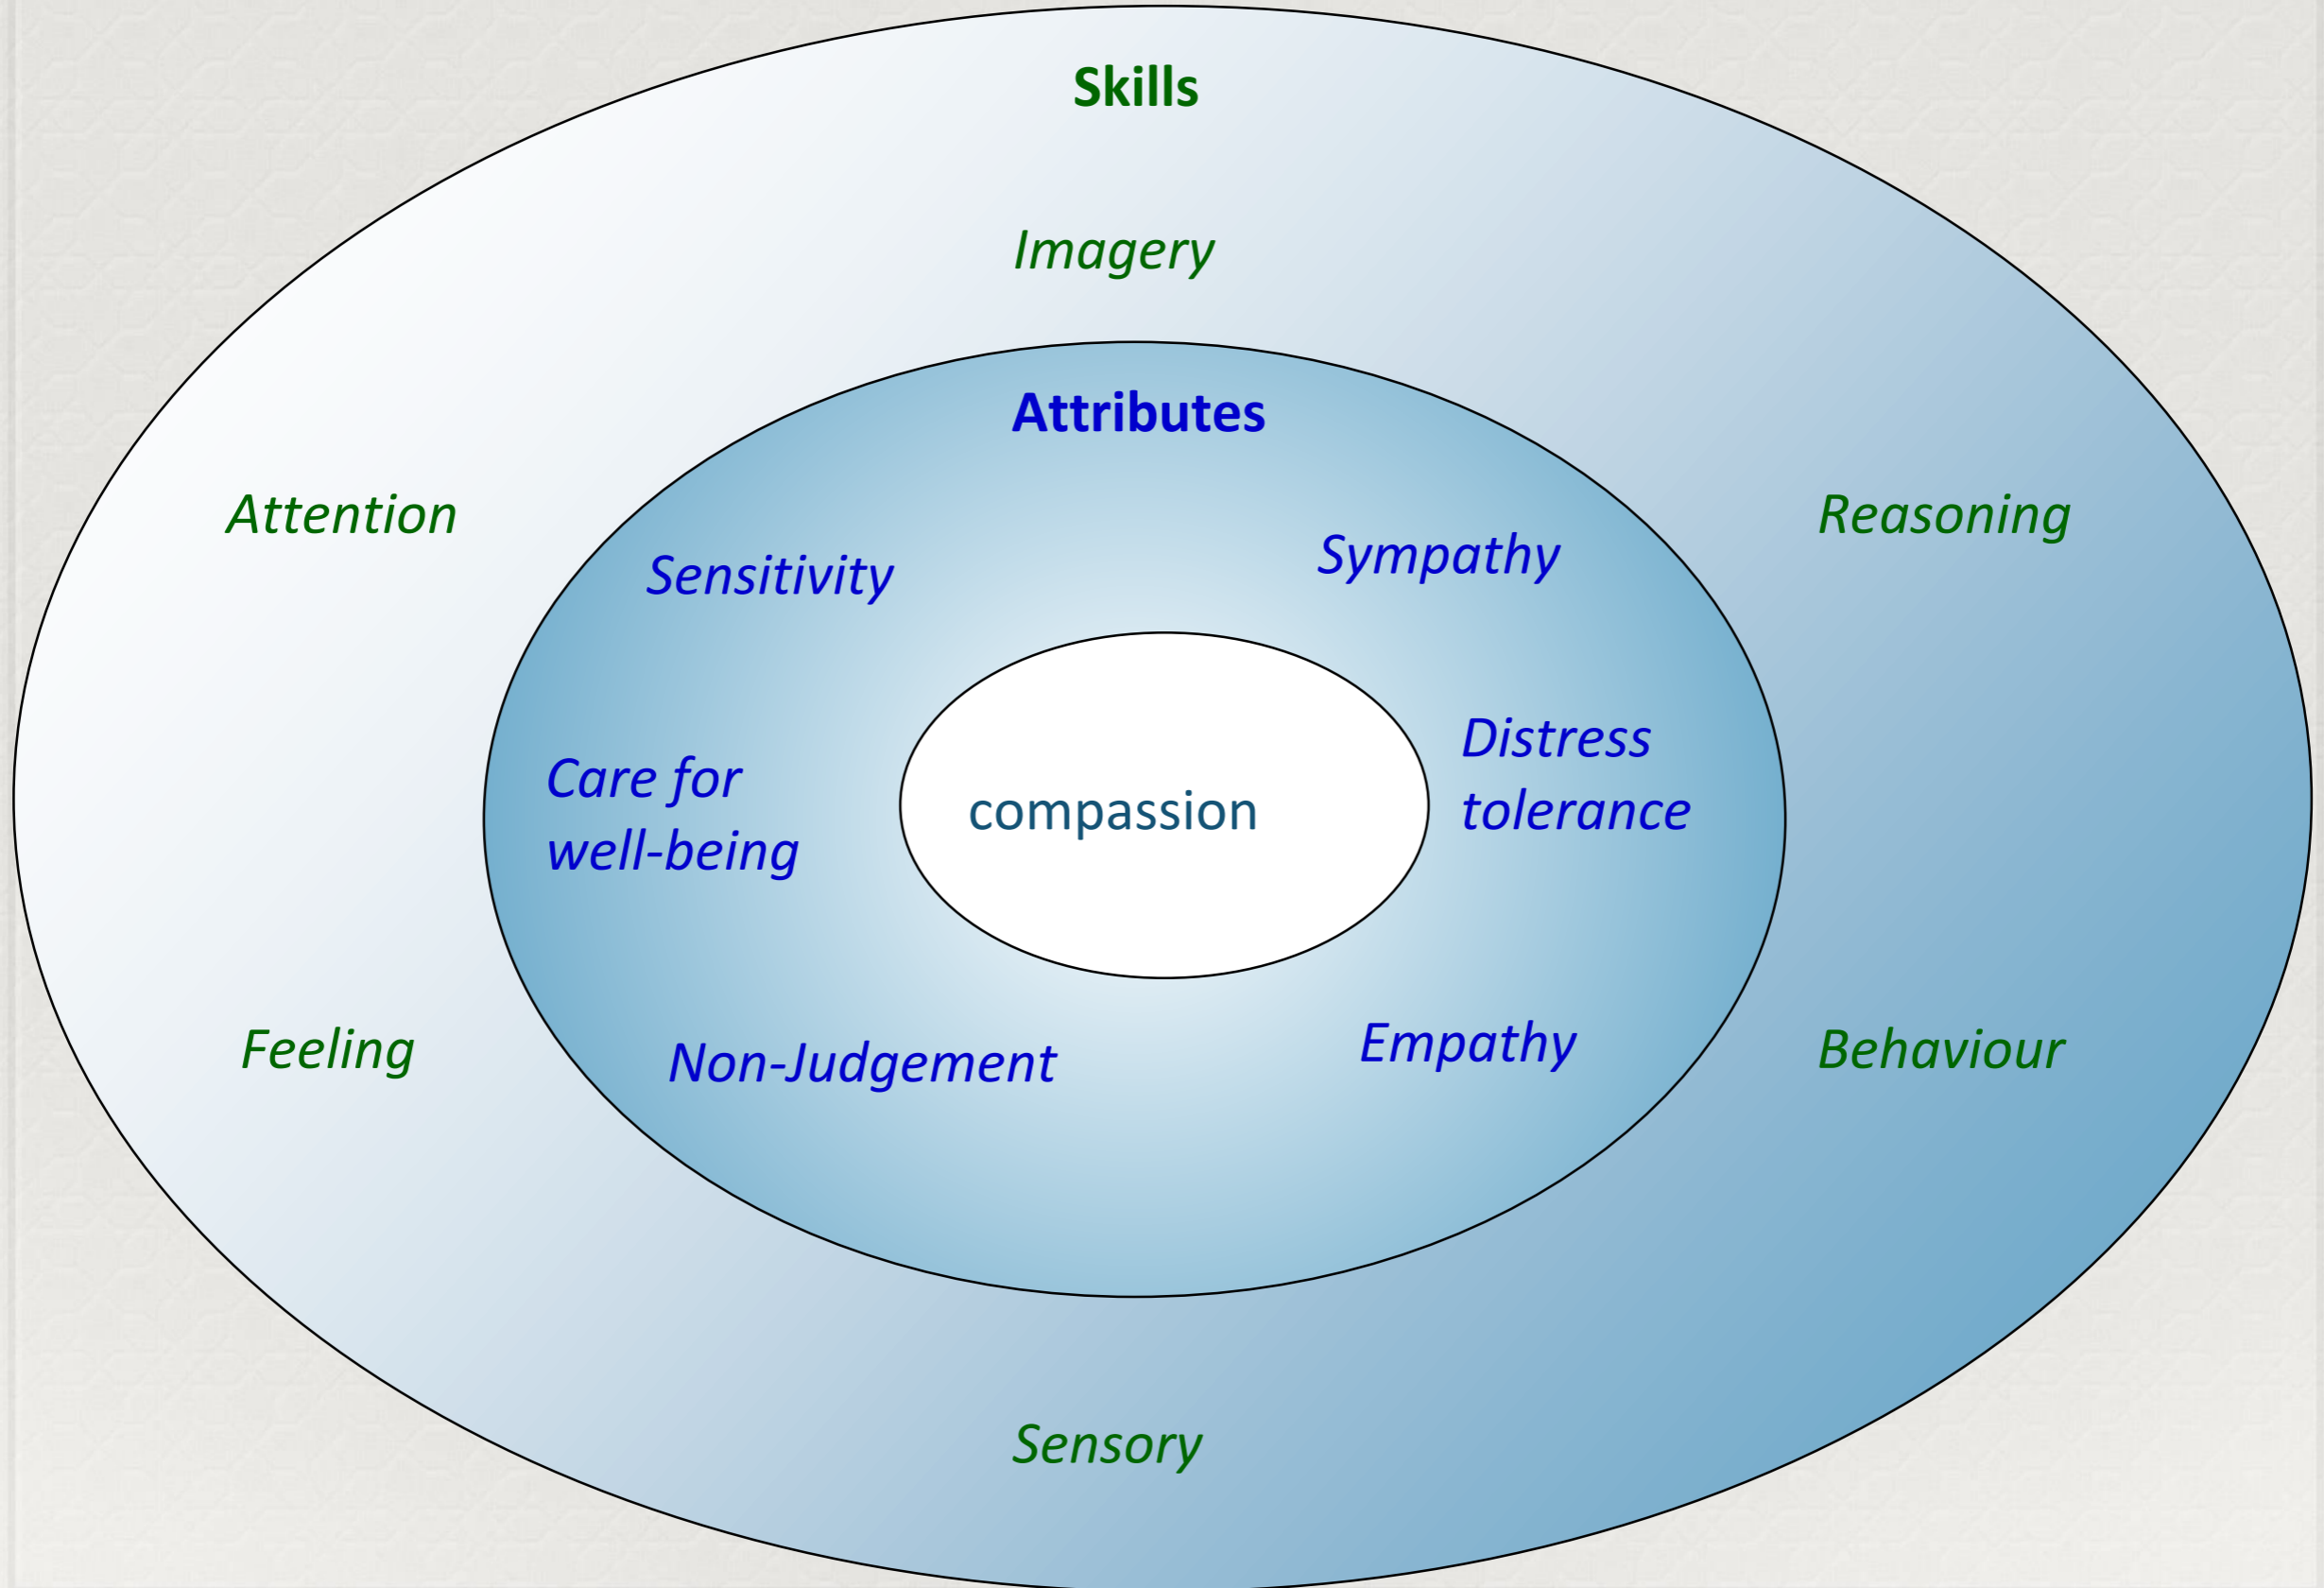 Skills
Imagery
Attributes
Attention
Reasoning
Sensitivity
Sympathy
Care for
well-being
compassion
Distress
tolerance
Feeling
Non-Judgement
Empathy
Behaviour
Sensory